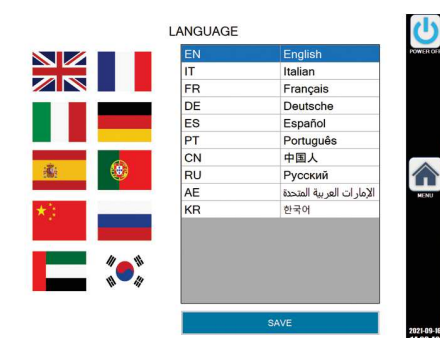 LANGUAGE
POWER OFF
EN English
IT Italian
FR Français
DE Deutsche
ES Español
PT Português
CN 中国人
RU Русский
AE الإمارات العربية المتحدة
KR 한국어
MENU
SAVE
2021-09-16